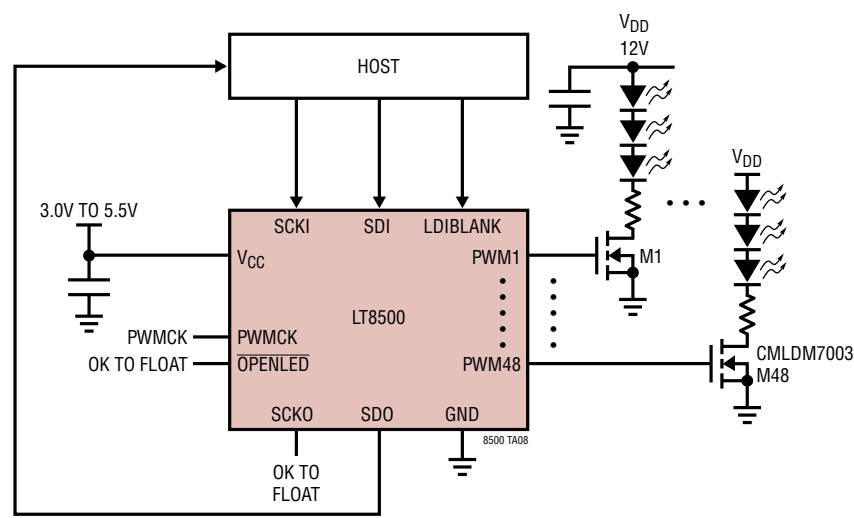 V_DD
12V
HOST
V_DD
3.0V TO 5.5V
SCKI
SDI
LDIBLANK
V_CC
PWM1
M1
LT8500
PWMCK
PWMCK
OK TO FLOAT
OPENLED
PWM48
CMLDM7003
M48
SCKO
SDO
GND
8500 TA08
OK TO
FLOAT